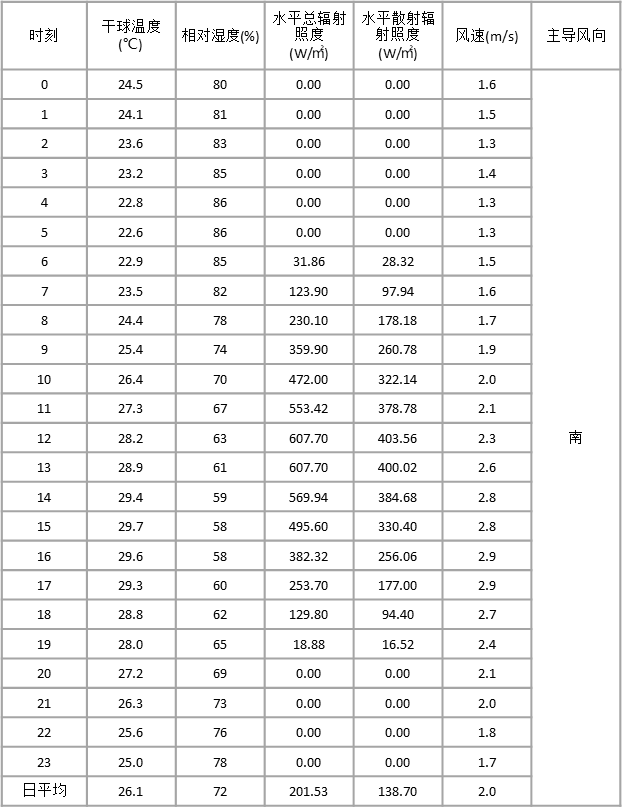 时刻 干球温度(℃) 相对湿度(%) 水平总辐射照度(W/㎡) 水平散射辐射照度(W/㎡) 风速(m/s) 主导风向
0 24.5 80 0.00 0.00 1.6
1 24.1 81 0.00 0.00 1.5
2 23.6 83 0.00 0.00 1.3
3 23.2 85 0.00 0.00 1.4
4 22.8 86 0.00 0.00 1.3
5 22.6 86 0.00 0.00 1.3
6 22.9 85 31.86 28.32 1.5
7 23.5 82 123.90 97.94 1.6
8 24.4 78 230.10 178.18 1.7
9 25.4 74 359.90 260.78 1.9
10 26.4 70 472.00 322.14 2.0
11 27.3 67 553.42 378.78 2.1
12 28.2 63 607.70 403.56 2.3 南
13 28.9 61 607.70 400.02 2.6
14 29.4 59 569.94 384.68 2.8
15 29.7 58 495.60 330.40 2.8
16 29.6 58 382.32 256.06 2.9
17 29.3 60 253.70 177.00 2.9
18 28.8 62 129.80 94.40 2.7
19 28.0 65 18.88 16.52 2.4
20 27.2 69 0.00 0.00 2.1
21 26.3 73 0.00 0.00 2.0
22 25.6 76 0.00 0.00 1.8
23 25.0 78 0.00 0.00 1.7
日平均 26.1 72 201.53 138.70 2.0